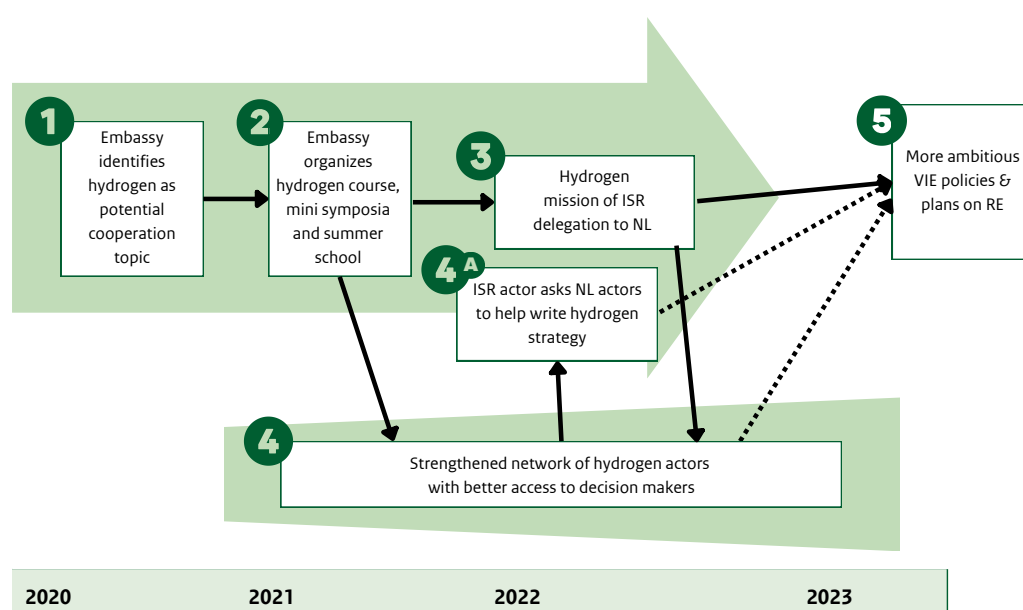 1
Embassy
identifies
hydrogen as
potential
cooperation
topic
2
Embassy
organizes
hydrogen course,
mini symposia
and summer
school
3
Hydrogen
mission of ISR
delegation to NL
4A
ISR actor asks NL actors
to help write hydrogen
strategy
4
Strengthened network of hydrogen actors
with better access to decision makers
5
More ambitious
VIE policies &
plans on RE
2020
2021
2022
2023